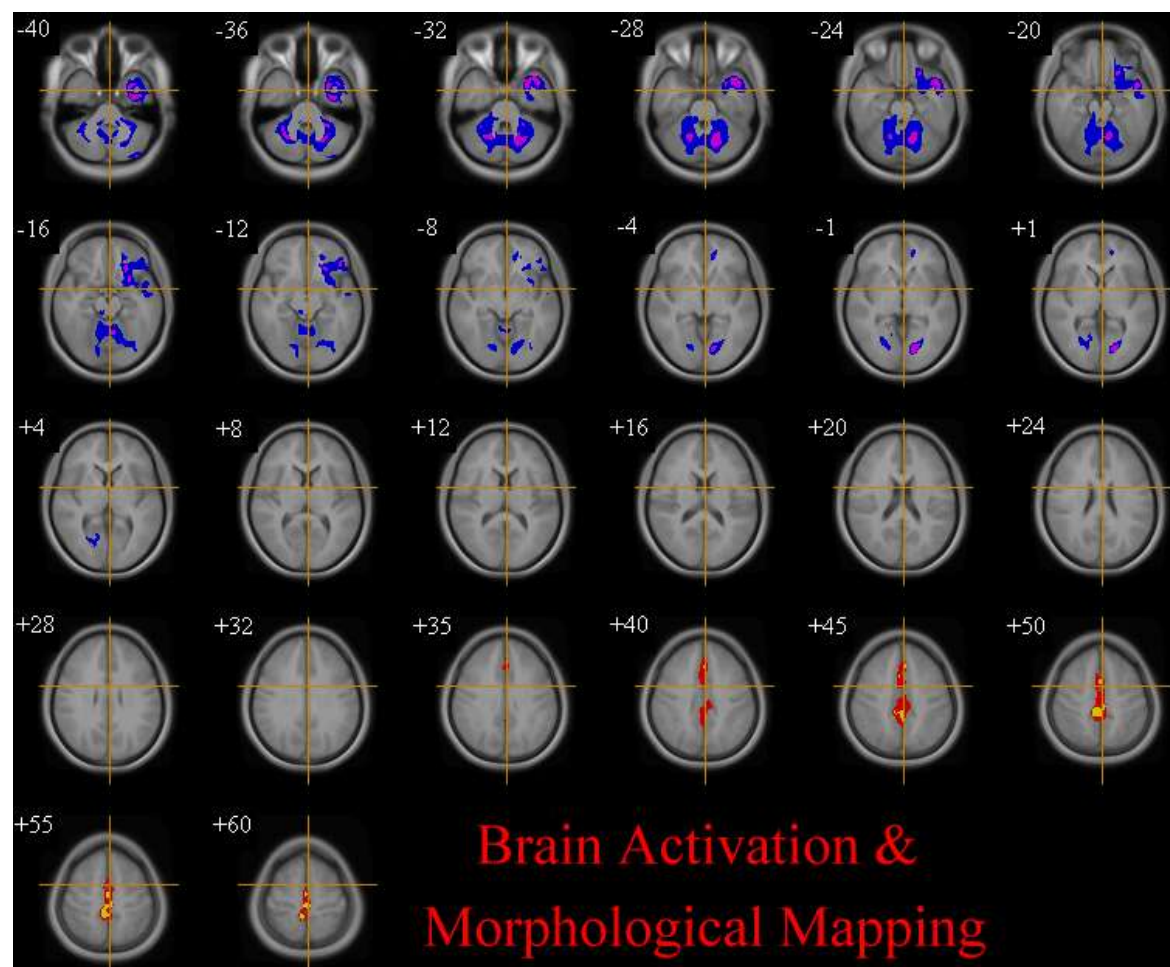 -40 -36 -32 -28 -24 -20
-16 -12 -8 -4 -1 +1
+4 +8 +12 +16 +20 +24
+28 +32 +35 +40 +45 +50
+55 +60
Brain Activation &
Morphological Mapping